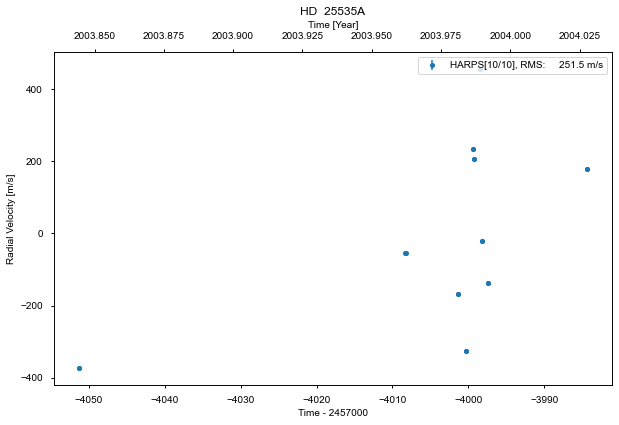 HD  25535A
Time [Year]
2003.850 2003.875 2003.900 2003.925 2003.950 2003.975 2004.000 2004.025
HARPS[10/10], RMS:     251.5 m/s
400
200
0
−200
−400
Radial Velocity [m/s]
−4050 −4040 −4030 −4020 −4010 −4000 −3990
Time - 2457000